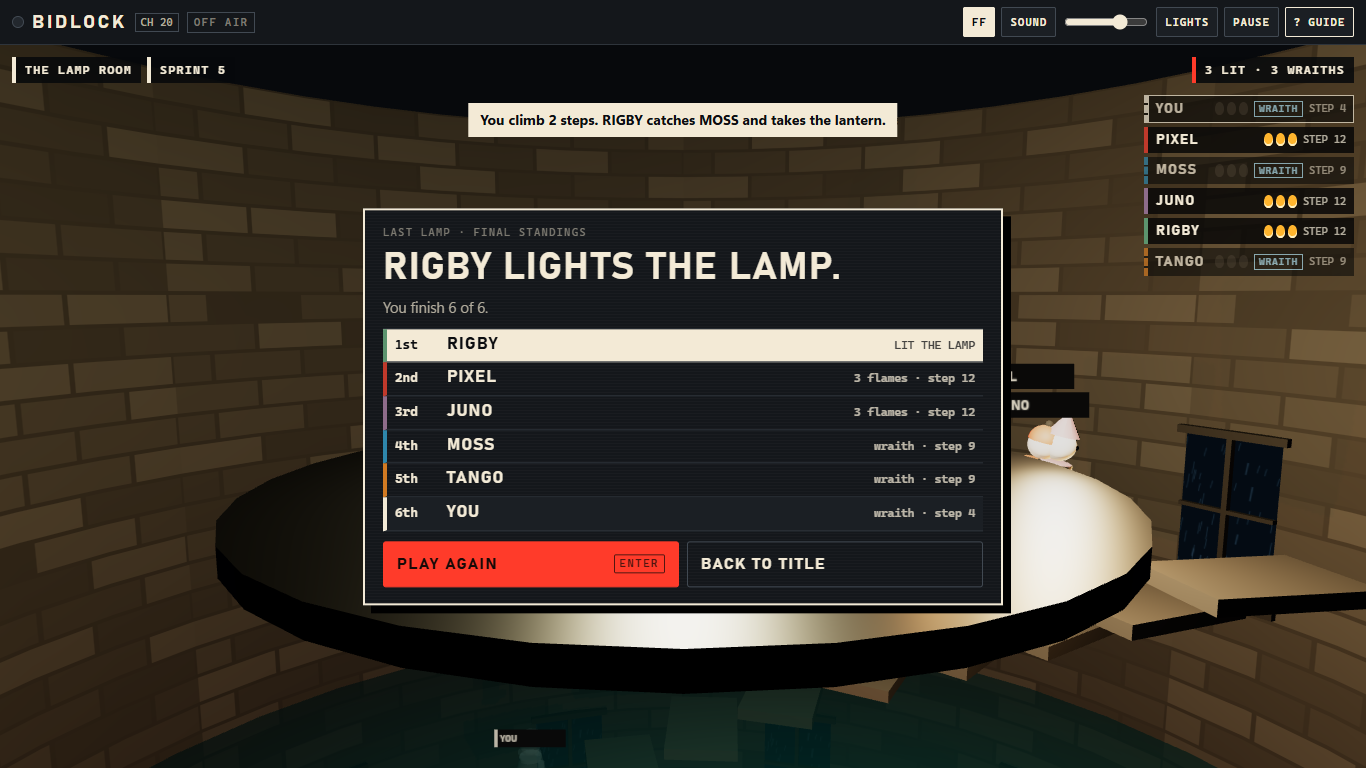 BIDLOCK CH 20 OFF AIR FF SOUND LIGHTS PAUSE ? GUIDE
THE LAMP ROOM SPRINT 5
3 LIT · 3 WRAITHS
YOU WRAITH STEP 4
PIXEL STEP 12
MOSS WRAITH STEP 9
JUNO STEP 12
RIGBY STEP 12
TANGO WRAITH STEP 9
You climb 2 steps. RIGBY catches MOSS and takes the lantern.
LAST LAMP · FINAL STANDINGS
RIGBY LIGHTS THE LAMP.
You finish 6 of 6.
1st RIGBY LIT THE LAMP
2nd PIXEL 3 flames · step 12
3rd JUNO 3 flames · step 12
4th MOSS wraith · step 9
5th TANGO wraith · step 9
6th YOU wraith · step 4
PLAY AGAIN ENTER BACK TO TITLE
L
NO
YOU